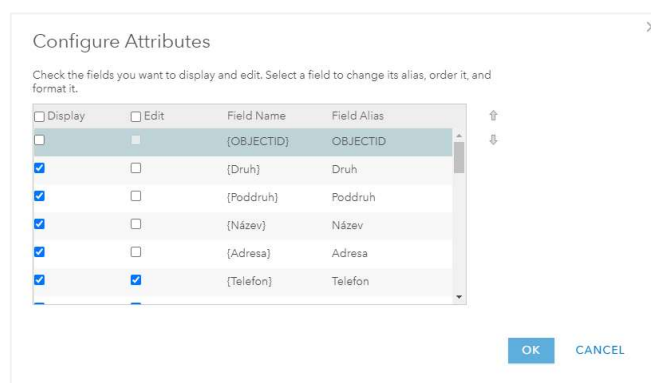 Configure Attributes
Check the fields you want to display and edit. Select a field to change its alias, order it, and
format it.
Display Edit Field Name Field Alias
{OBJECTID} OBJECTID
{Druh} Druh
{Poddruh} Poddruh
{Název} Název
{Adresa} Adresa
{Telefon} Telefon
OK CANCEL